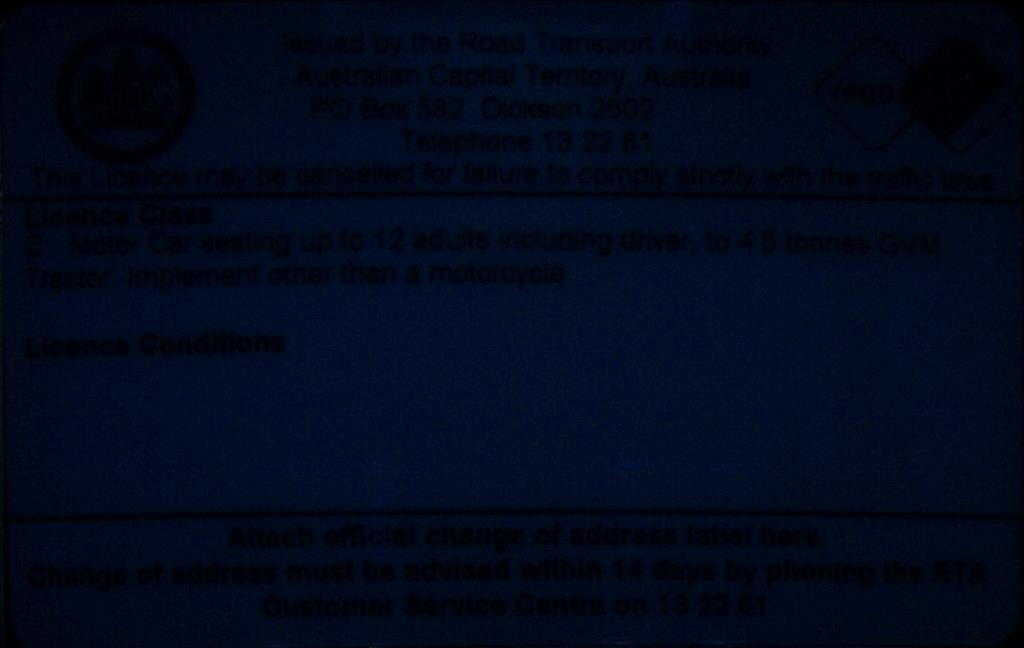 Issued by the Road Transport Authority
Australian Capital Territory, Australia
PO Box 582 Dickson 2602
Telephone 13 22 81
rego
This Licence may be cancelled for failure to comply strictly with the traffic laws
Licence Class
C - Motor Car seating up to 12 adults including driver, to 4.5 tonnes GVM.
Tractor, implement other than a motorcycle
Licence Conditions
Attach official change of address label here.
Change of address must be advised within 14 days by phoning the RTA
Customer Service Centre on 13 22 81